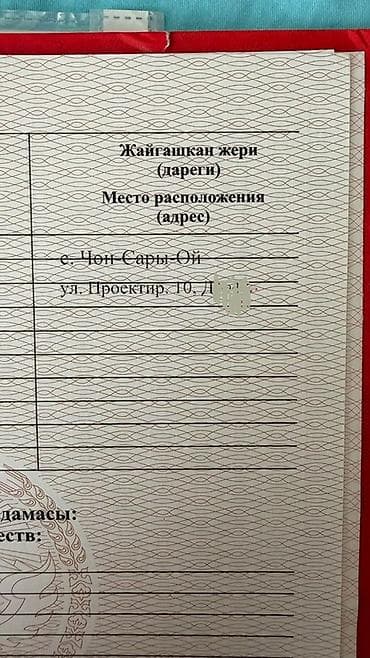 Жайгашкан жери
(дареги)
Место расположения
(адрес)
с. Чон-Сары-Ой
ул. Проектир. 10, Д
дамасы:
еств: